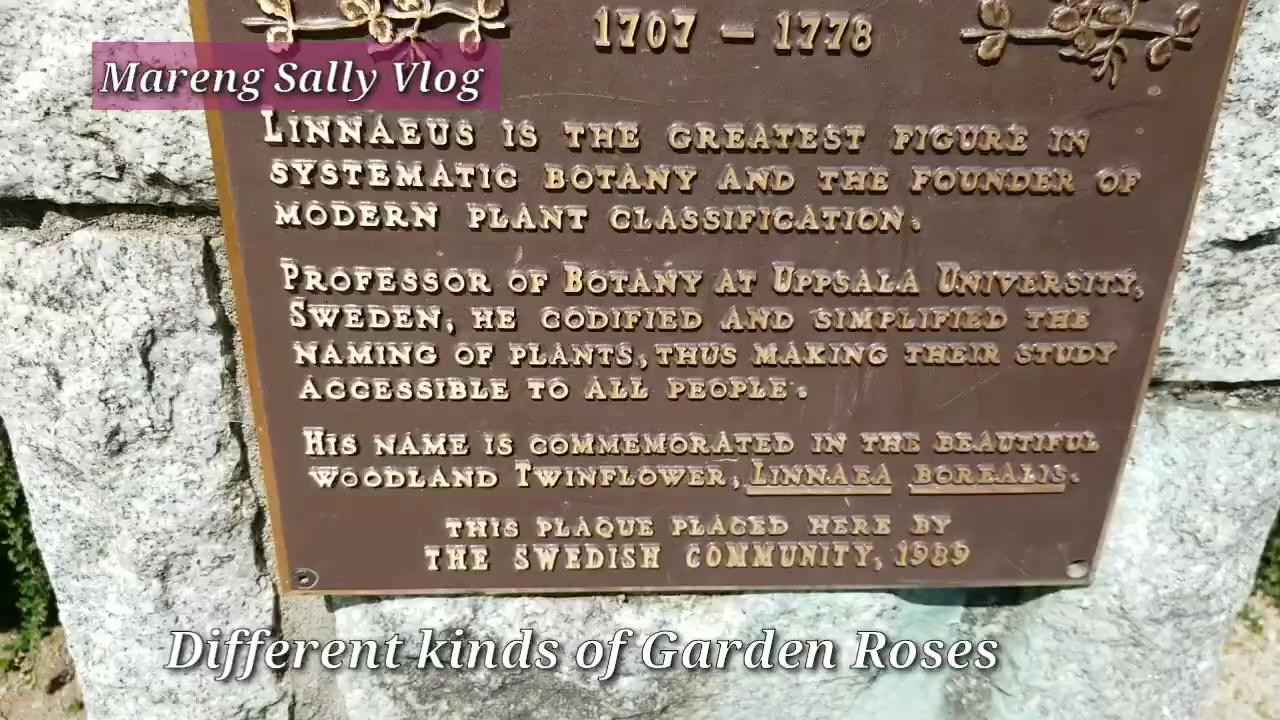 1707 – 1778
Mareng Sally Vlog
LINNAEUS IS THE GREATEST FIGURE IN
SYSTEMATIC BOTANY AND THE FOUNDER OF
MODERN PLANT CLASSIFICATION.
PROFESSOR OF BOTANY AT UPPSALA UNIVERSITY,
SWEDEN, HE CODIFIED AND SIMPLIFIED THE
NAMING OF PLANTS, THUS MAKING THEIR STUDY
ACCESSIBLE TO ALL PEOPLE.
HIS NAME IS COMMEMORATED IN THE BEAUTIFUL
WOODLAND TWINFLOWER, LINNAEA BOREALIS.
THIS PLAQUE PLACED HERE BY
THE SWEDISH COMMUNITY, 1989
Different kinds of Garden Roses